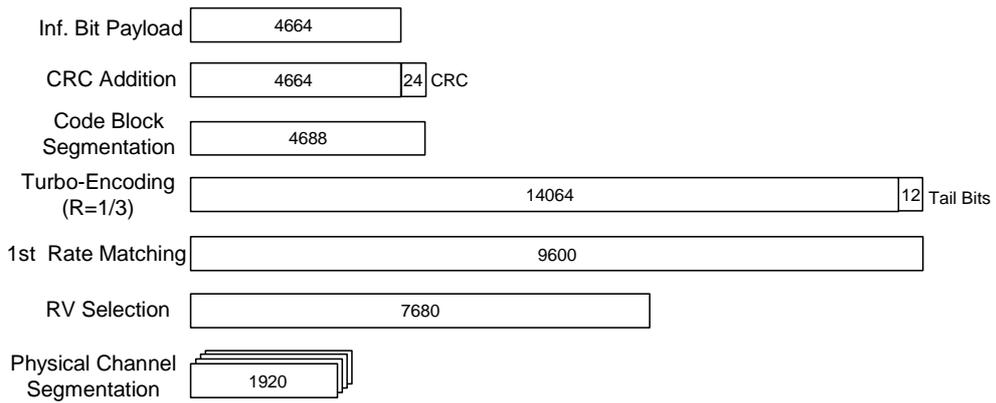 Inf. Bit Payload
4664
CRC Addition
4664
24
CRC
Code Block
Segmentation
4688
Turbo-Encoding
(R=1/3)
14064
12
Tail Bits
1st Rate Matching
9600
RV Selection
7680
Physical Channel
Segmentation
1920